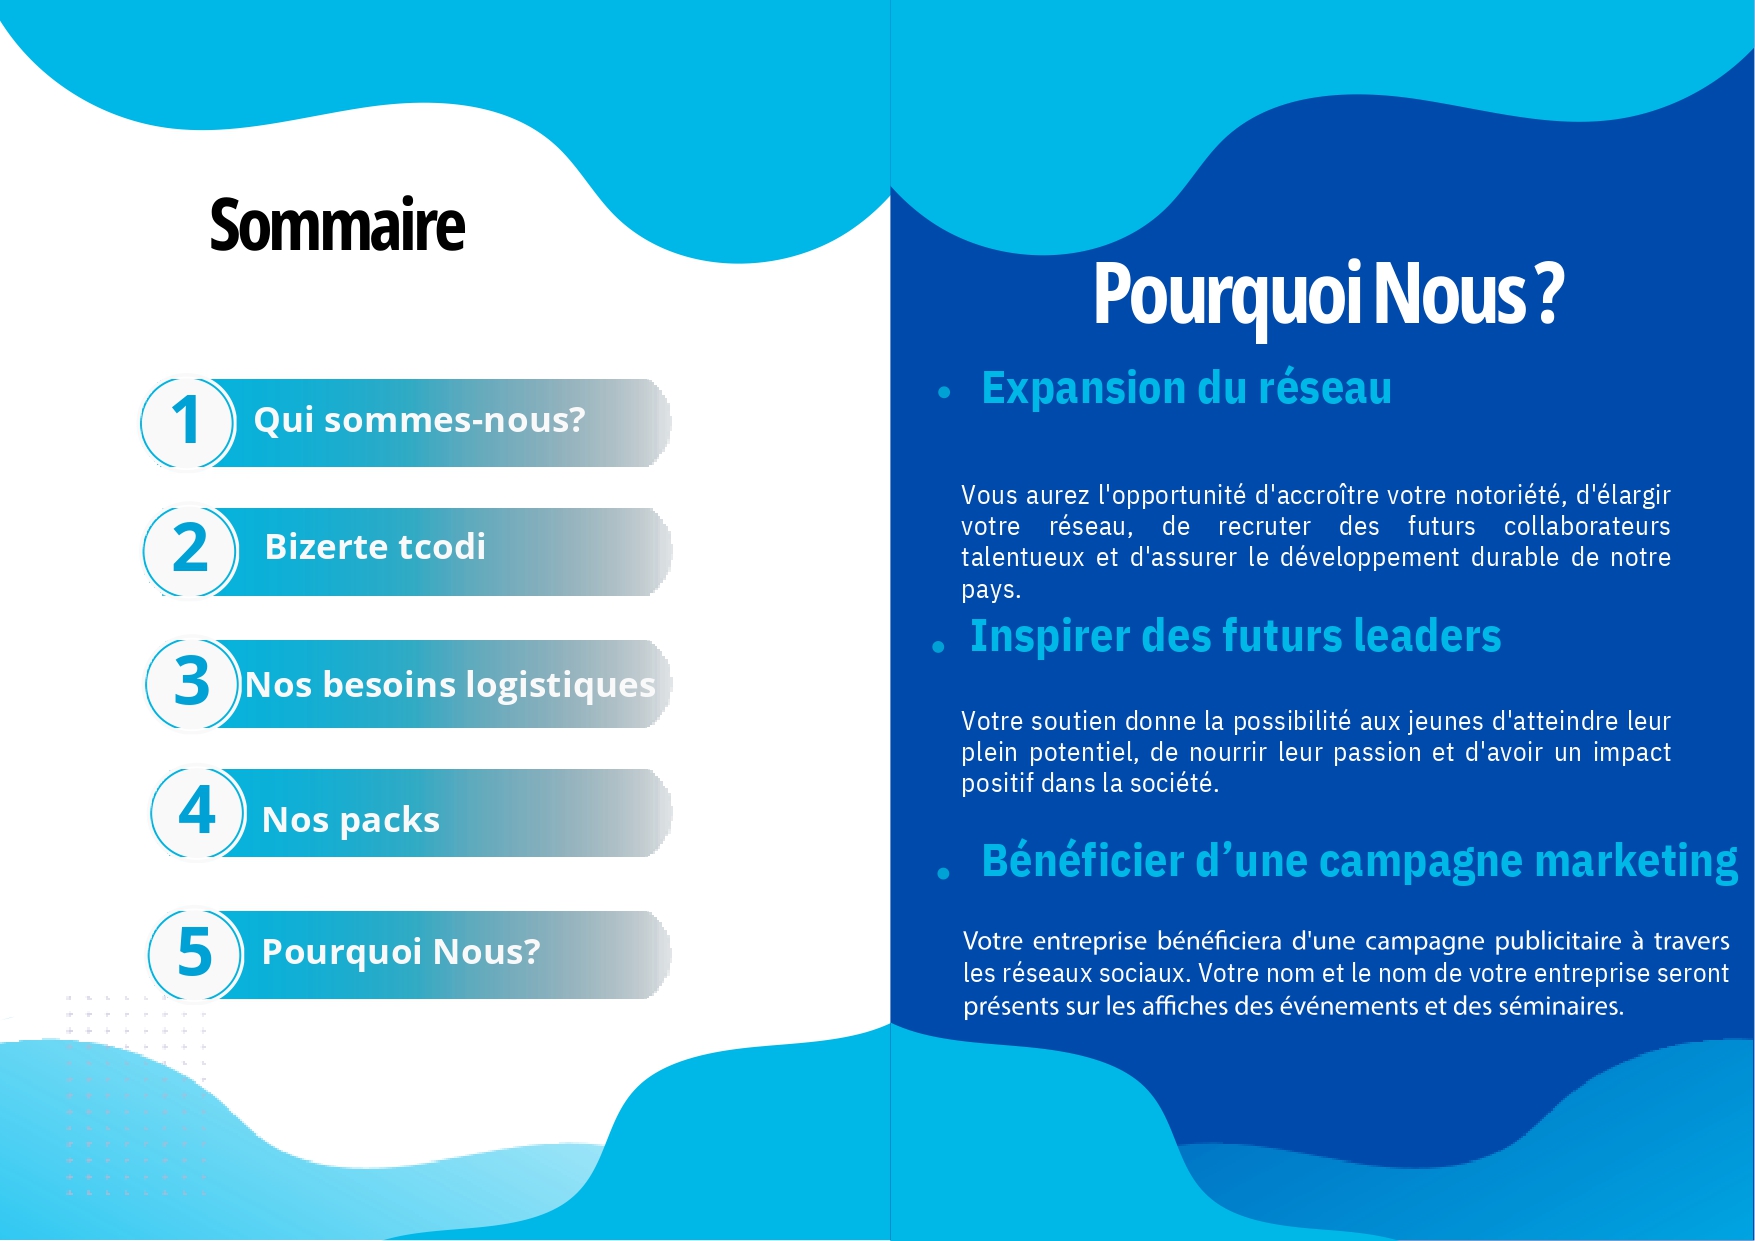 Sommaire
1 Qui sommes-nous?
2 Bizerte tcodi
3 Nos besoins logistiques
4 Nos packs
5 Pourquoi Nous?
Pourquoi Nous ?
• Expansion du réseau
Vous aurez l'opportunité d'accroître votre notoriété, d'élargir
votre réseau, de recruter des futurs collaborateurs
talentueux et d'assurer le développement durable de notre
pays.
• Inspirer des futurs leaders
Votre soutien donne la possibilité aux jeunes d'atteindre leur
plein potentiel, de nourrir leur passion et d'avoir un impact
positif dans la société.
• Bénéficier d’une campagne marketing
Votre entreprise bénéficiera d'une campagne publicitaire à travers
les réseaux sociaux. Votre nom et le nom de votre entreprise seront
présents sur les affiches des événements et des séminaires.